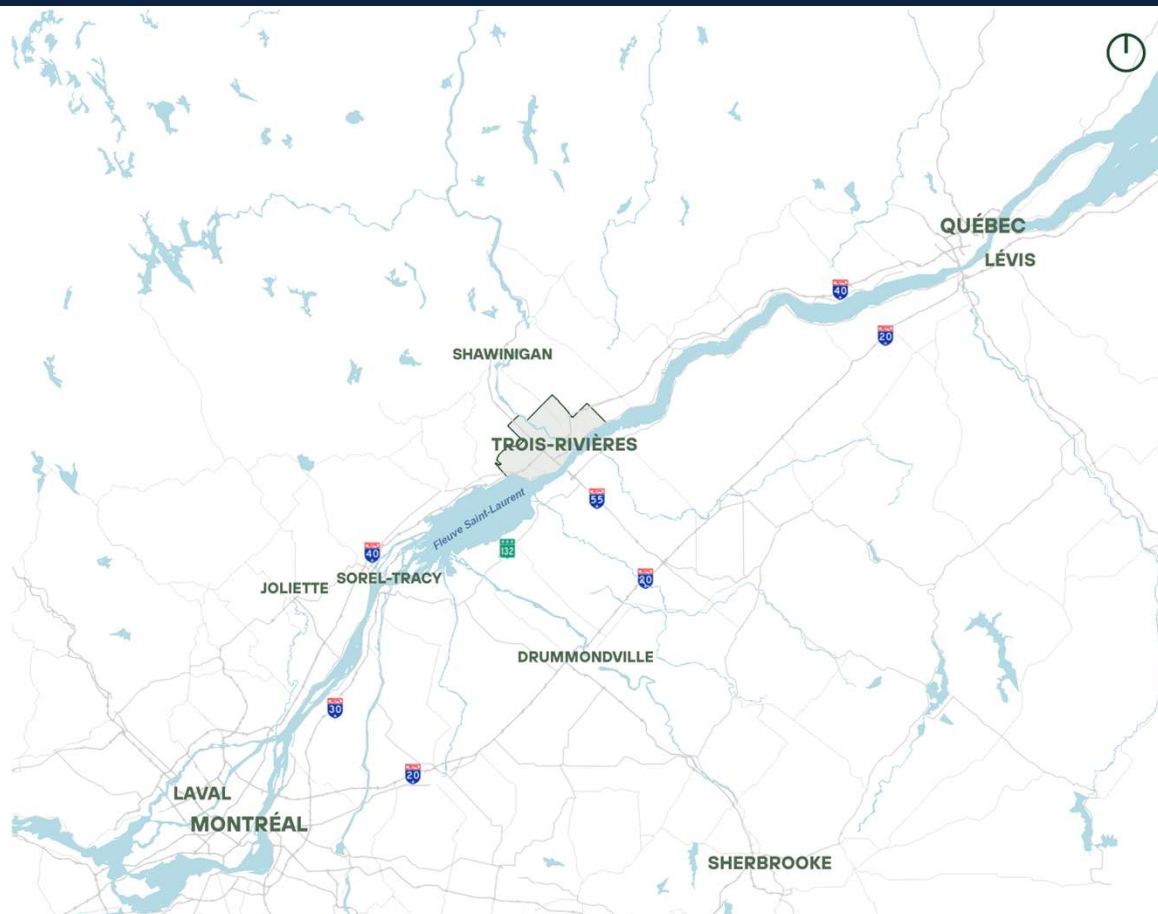 QUÉBEC
LÉVIS
40
20
SHAWINIGAN
TROIS-RIVIÈRES
55
Fleuve Saint-Laurent
132
40
20
SOREL-TRACY
JOLIETTE
DRUMMONDVILLE
30
20
LAVAL
MONTRÉAL
SHERBROOKE